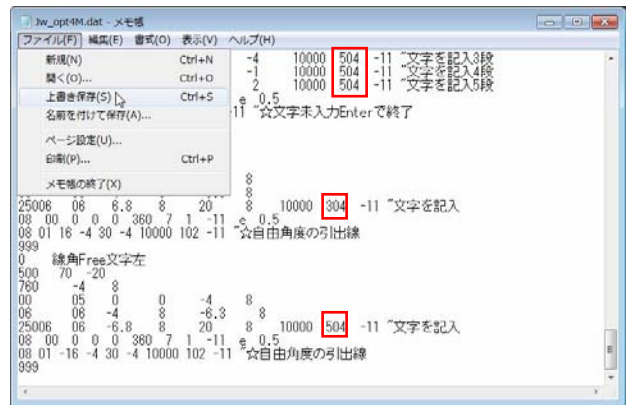 Jw_opt4M.dat - メモ帳
ファイル(F) 編集(E) 書式(O) 表示(V) ヘルプ(H)
新規(N) Ctrl+N
開く(O)... Ctrl+O
上書き保存(S) Ctrl+S
名前を付けて保存(A)...
ページ設定(U)...
印刷(P)... Ctrl+P
メモ帳の終了(X)
-4 10000 504 -11 ~文字を記入3段
-1 10000 504 -11 ~文字を記入4段
2 10000 504 -11 ~文字を記入5段
e 0.5
11 ~☆文字未入力Enterで終了
8
8
25006 06 6.8 8 20 8 10000 304 -11 ~文字を記入
08 00 0 0 0 360 7 1 -11 e 0.5
08 01 16 -4 30 -4 10000 102 -11 ~☆自由角度の引出線
999
0 線角Free文字左
500 70 -20
760 -4 8
00 05 0 0 -4 8
06 06 -4 8 -6.3 8
25006 06 -6.8 8 20 8 10000 504 -11 ~文字を記入
08 00 0 0 0 360 7 1 -11 e 0.5
08 01 -16 -4 30 -4 10000 102 -11 ~☆自由角度の引出線
999